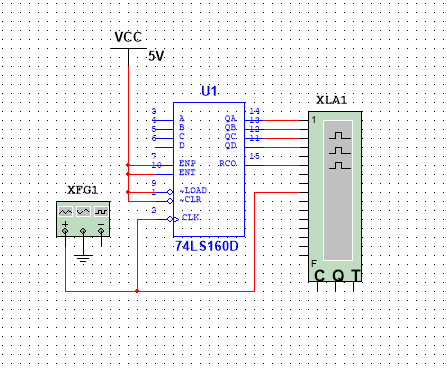 VCC
5V
U1
XLA1
3
4
5
6
A
B
C
D
14
13
12
11
QA
QB
QC
QD
1
7
10
ENP
ENT
RCO
15
XFG1
9
1
~LOAD
~CLR
2
CLK
74LS160D
F
C Q T